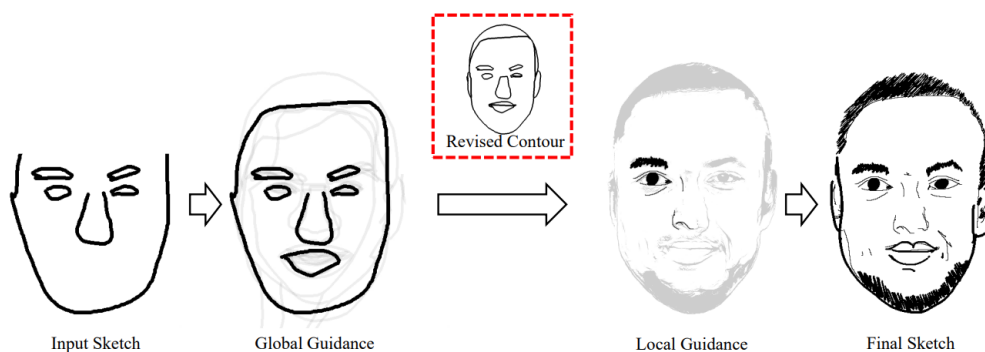 Revised Contour
Input Sketch
Global Guidance
Local Guidance
Final Sketch